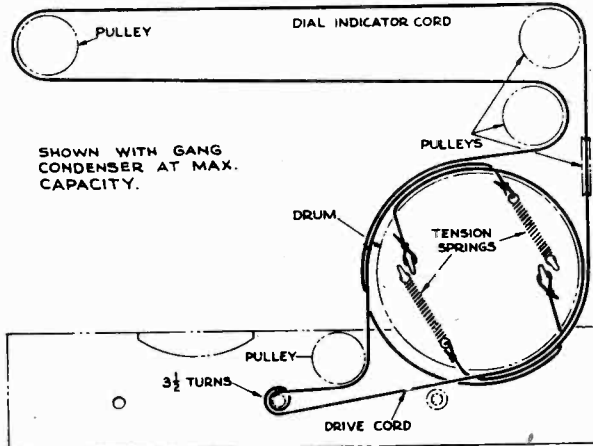 PULLEY
DIAL INDICATOR CORD
SHOWN WITH GANG
CONDENSER AT MAX.
CAPACITY.
PULLEYS
DRUM
TENSION
SPRINGS
PULLEY
3½ TURNS
DRIVE CORD